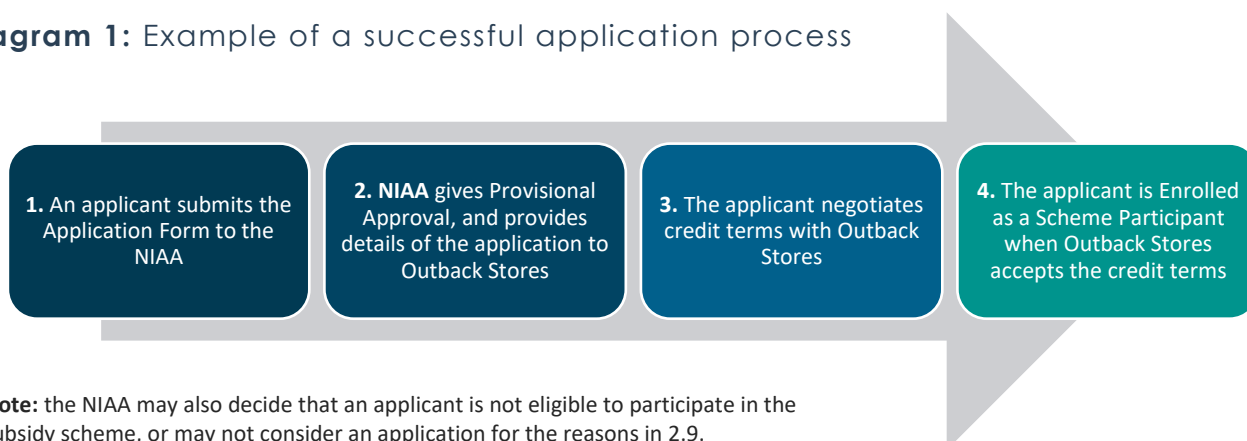 agram 1: Example of a successful application process
1. An applicant submits the
Application Form to the
NIAA
2. NIAA gives Provisional
Approval, and provides
details of the application to
Outback Stores
3. The applicant negotiates
credit terms with Outback
Stores
4. The applicant is Enrolled
as a Scheme Participant
when Outback Stores
accepts the credit terms
ote: the NIAA may also decide that an applicant is not eligible to participate in the
ubsidy scheme, or may not consider an application for the reasons in 2.9.